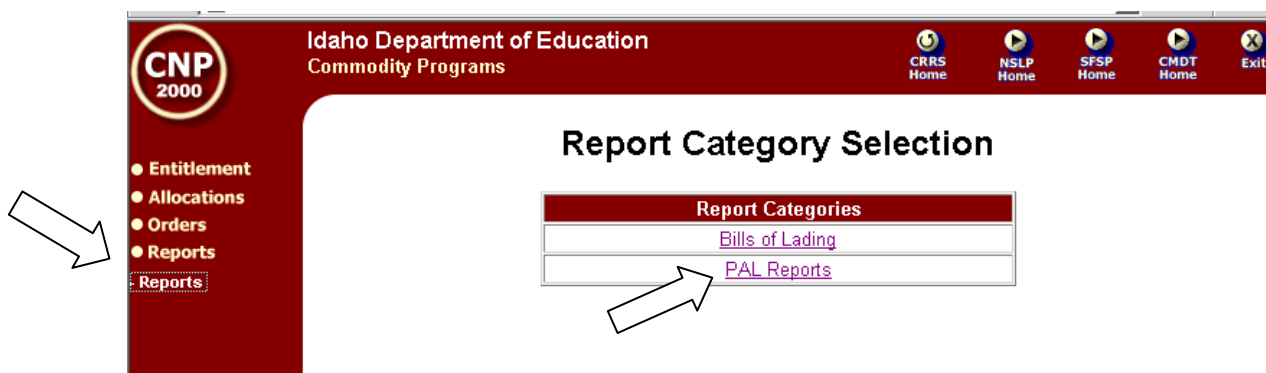 CNP
2000
Idaho Department of Education
Commodity Programs
CRRS
Home
NSLP
Home
SFSP
Home
CMDT
Home
Exit
Entitlement
Allocations
Orders
Reports
- Reports
Report Category Selection
Report Categories
Bills of Lading
PAL Reports